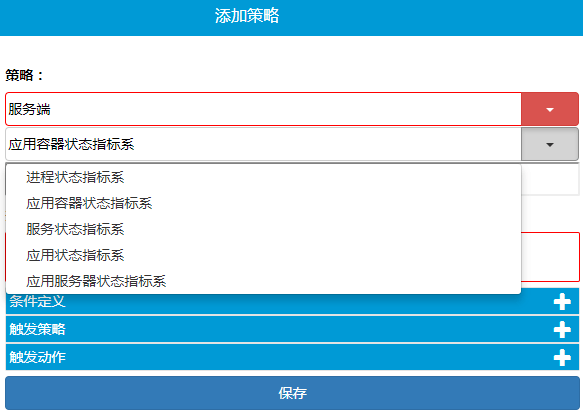 添加策略
策略：
服务端
应用容器状态指标系
进程状态指标系
应用容器状态指标系
服务状态指标系
应用状态指标系
应用服务器状态指标系
条件定义
触发策略
触发动作
保存